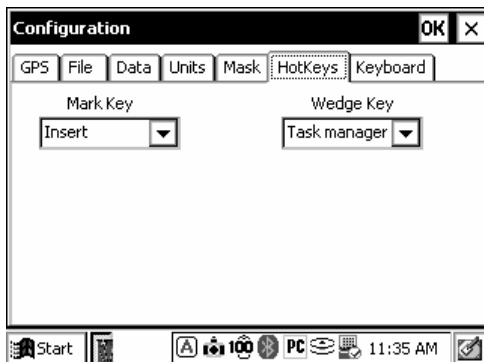 Configuration OK ×
GPS File Data Units Mask HotKeys Keyboard
Mark Key Wedge Key
Insert Task manager
Start A 100 PC 11:35 AM